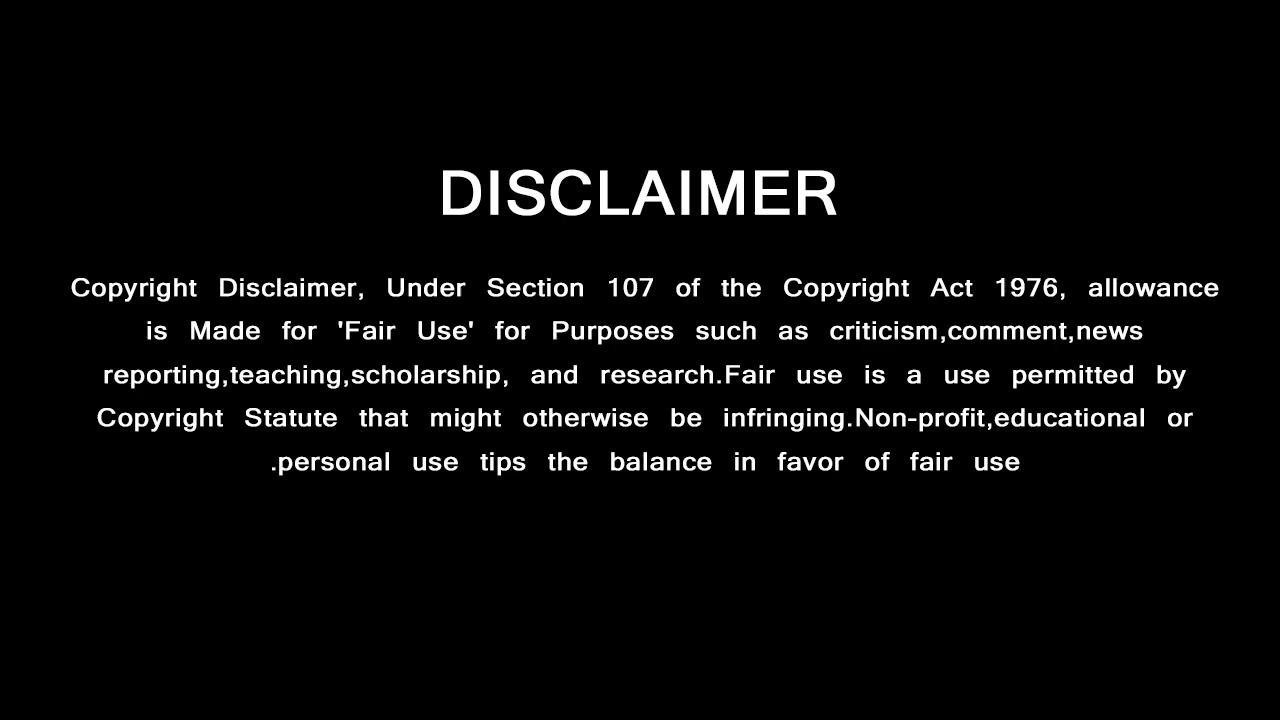 DISCLAIMER
Copyright Disclaimer, Under Section 107 of the Copyright Act 1976, allowance
is Made for 'Fair Use' for Purposes such as criticism,comment,news
reporting,teaching,scholarship, and research.Fair use is a use permitted by
Copyright Statute that might otherwise be infringing.Non-profit,educational or
.personal use tips the balance in favor of fair use